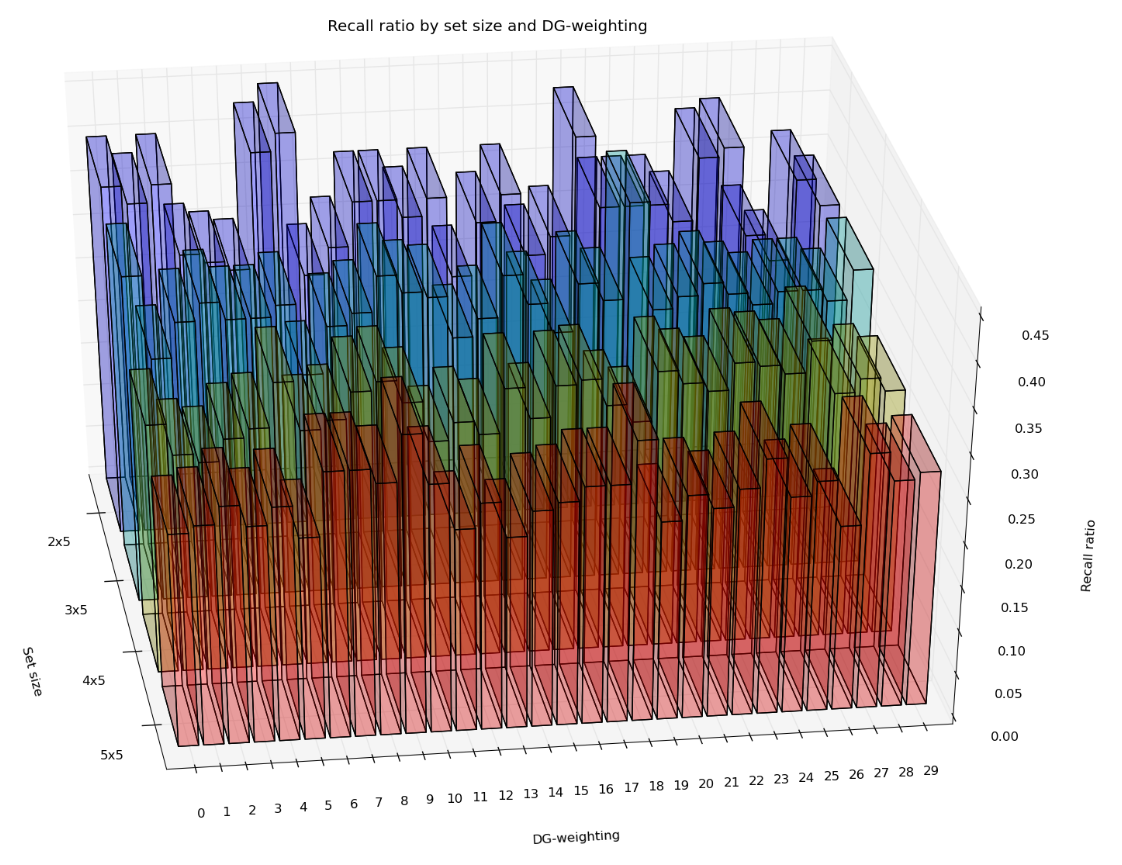 Recall ratio by set size and DG-weighting
0.45
0.40
0.35
0.30
0.25
0.20
0.15
0.10
0.05
0.00
Recall ratio
2x5
3x5
4x5
5x5
Set size
0 1 2 3 4 5 6 7 8 9 10 11 12 13 14 15 16 17 18 19 20 21 22 23 24 25 26 27 28 29
DG-weighting